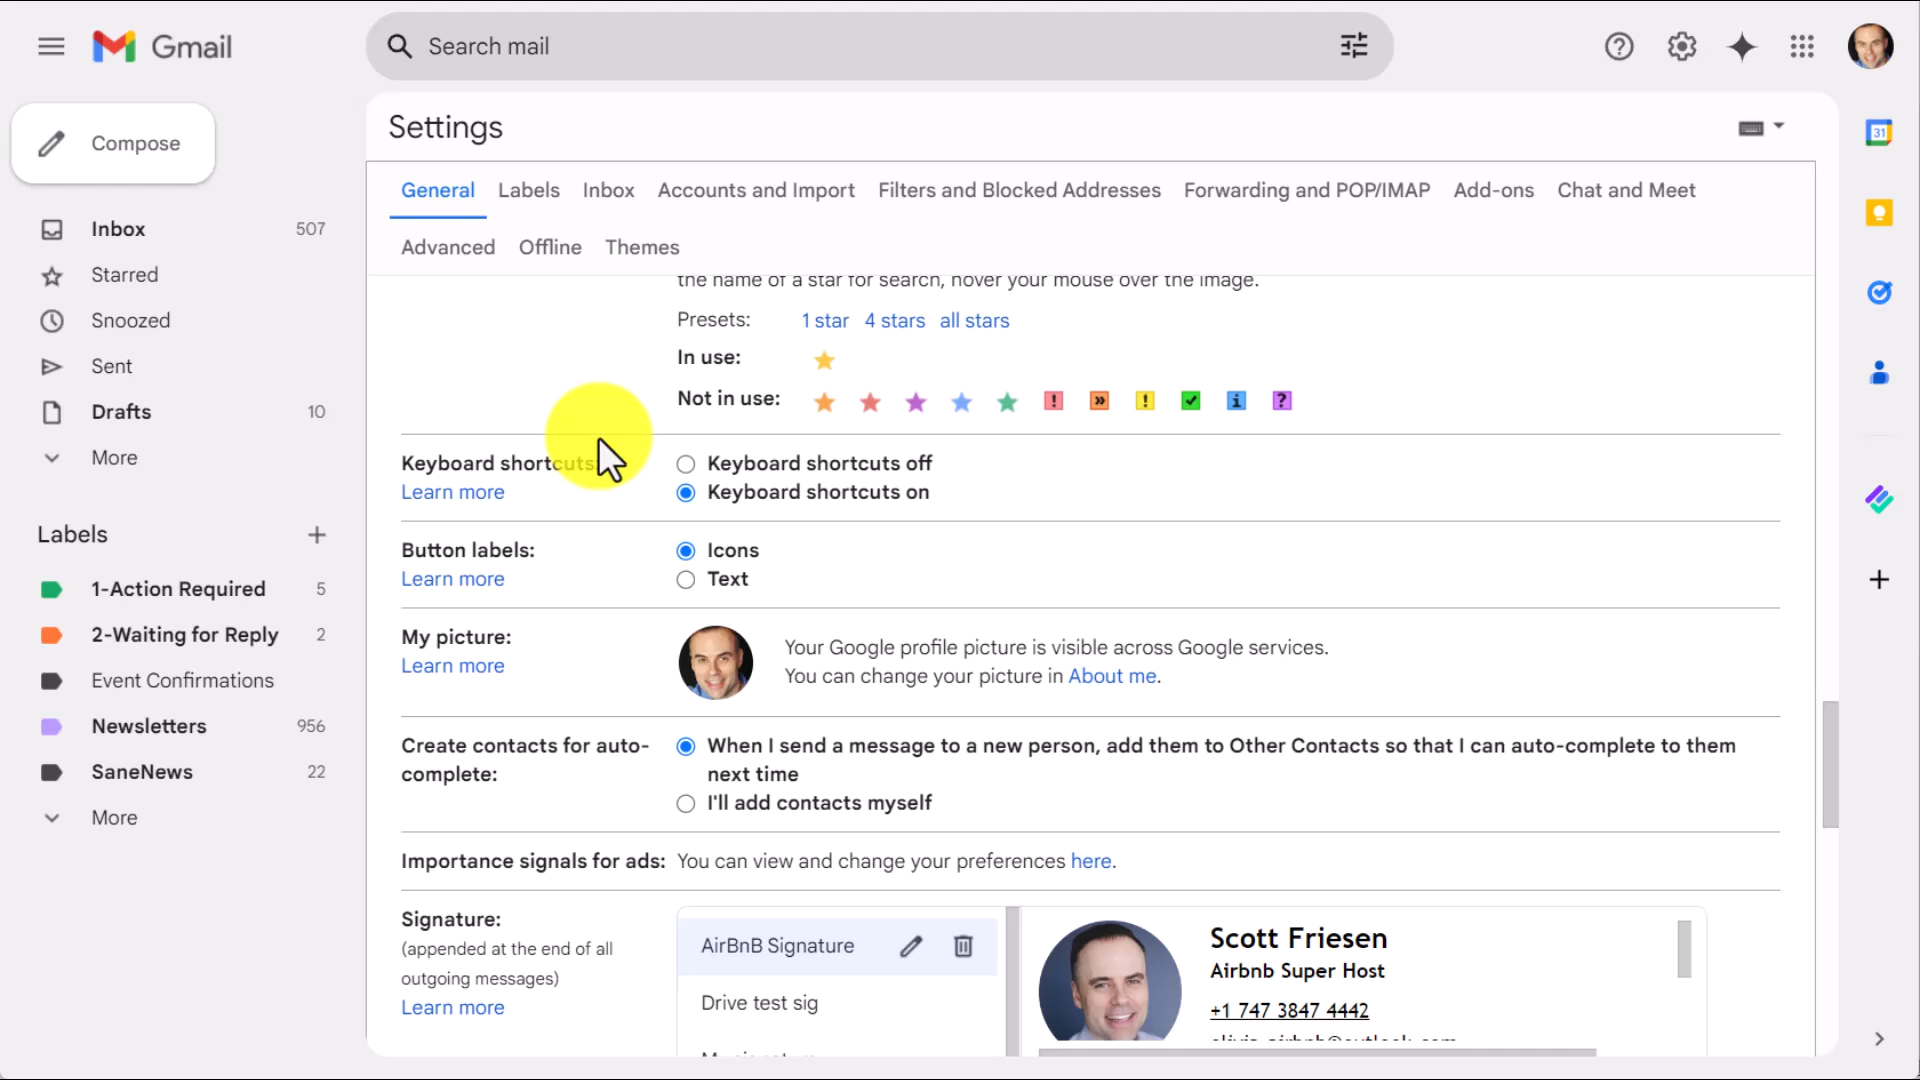 Gmail
Search mail
Compose
Inbox 507
Starred
Snoozed
Sent
Drafts 10
More
Labels
1-Action Required 5
2-Waiting for Reply 2
Event Confirmations
Newsletters 956
SaneNews 22
More
Settings
General Labels Inbox Accounts and Import Filters and Blocked Addresses Forwarding and POP/IMAP Add-ons Chat and Meet
Advanced Offline Themes
the name of a star for search, hover your mouse over the image.
Presets: 1 star 4 stars all stars
In use:
Not in use:
Keyboard shortcuts:
Learn more
Keyboard shortcuts off
Keyboard shortcuts on
Button labels:
Learn more
Icons
Text
My picture:
Learn more
Your Google profile picture is visible across Google services.
You can change your picture in About me.
Create contacts for auto-
complete:
When I send a message to a new person, add them to Other Contacts so that I can auto-complete to them
next time
I'll add contacts myself
Importance signals for ads: You can view and change your preferences here.
Signature:
(appended at the end of all
outgoing messages)
Learn more
AirBnB Signature
Drive test sig
Scott Friesen
Airbnb Super Host
+1 747 3847 4442
31